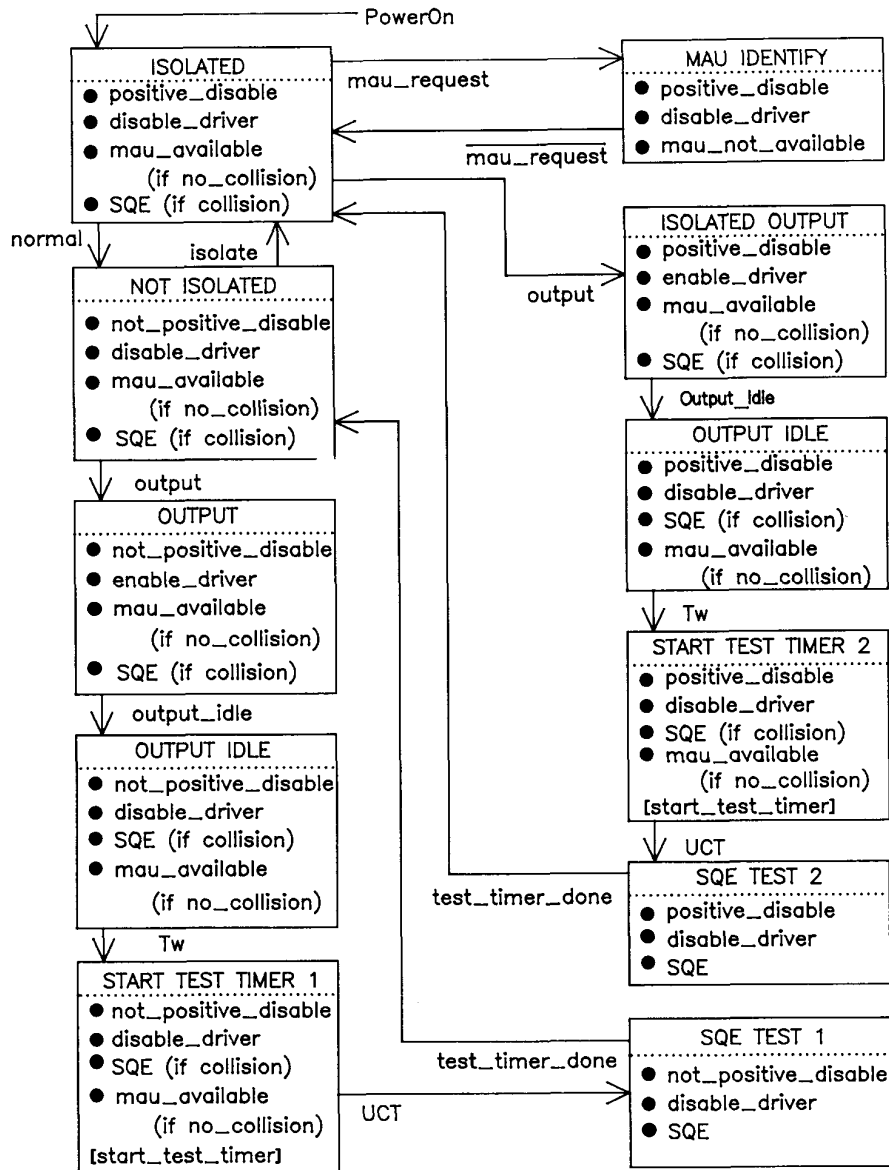 PowerOn
ISOLATED
● positive_disable
● disable_driver
● mau_available
(if no_collision)
● SQE (if collision)
mau_request
MAU IDENTIFY
● positive_disable
● disable_driver
● mau_not_available
mau_request
normal
isolate
output
ISOLATED OUTPUT
● positive_disable
● enable_driver
● mau_available
(if no_collision)
● SQE (if collision)
NOT ISOLATED
● not_positive_disable
● disable_driver
● mau_available
(if no_collision)
● SQE (if collision)
Output_Idle
OUTPUT IDLE
● positive_disable
● disable_driver
● SQE (if collision)
● mau_available
(if no_collision)
output
OUTPUT
● not_positive_disable
● enable_driver
● mau_available
(if no_collision)
● SQE (if collision)
Tw
START TEST TIMER 2
● positive_disable
● disable_driver
● SQE (if collision)
● mau_available
(if no_collision)
[start_test_timer]
output_idle
OUTPUT IDLE
● not_positive_disable
● disable_driver
● SQE (if collision)
● mau_available
(if no_collision)
UCT
test_timer_done
SQE TEST 2
● positive_disable
● disable_driver
● SQE
Tw
START TEST TIMER 1
● not_positive_disable
● disable_driver
● SQE (if collision)
● mau_available
(if no_collision)
[start_test_timer]
UCT
test_timer_done
SQE TEST 1
● not_positive_disable
● disable_driver
● SQE